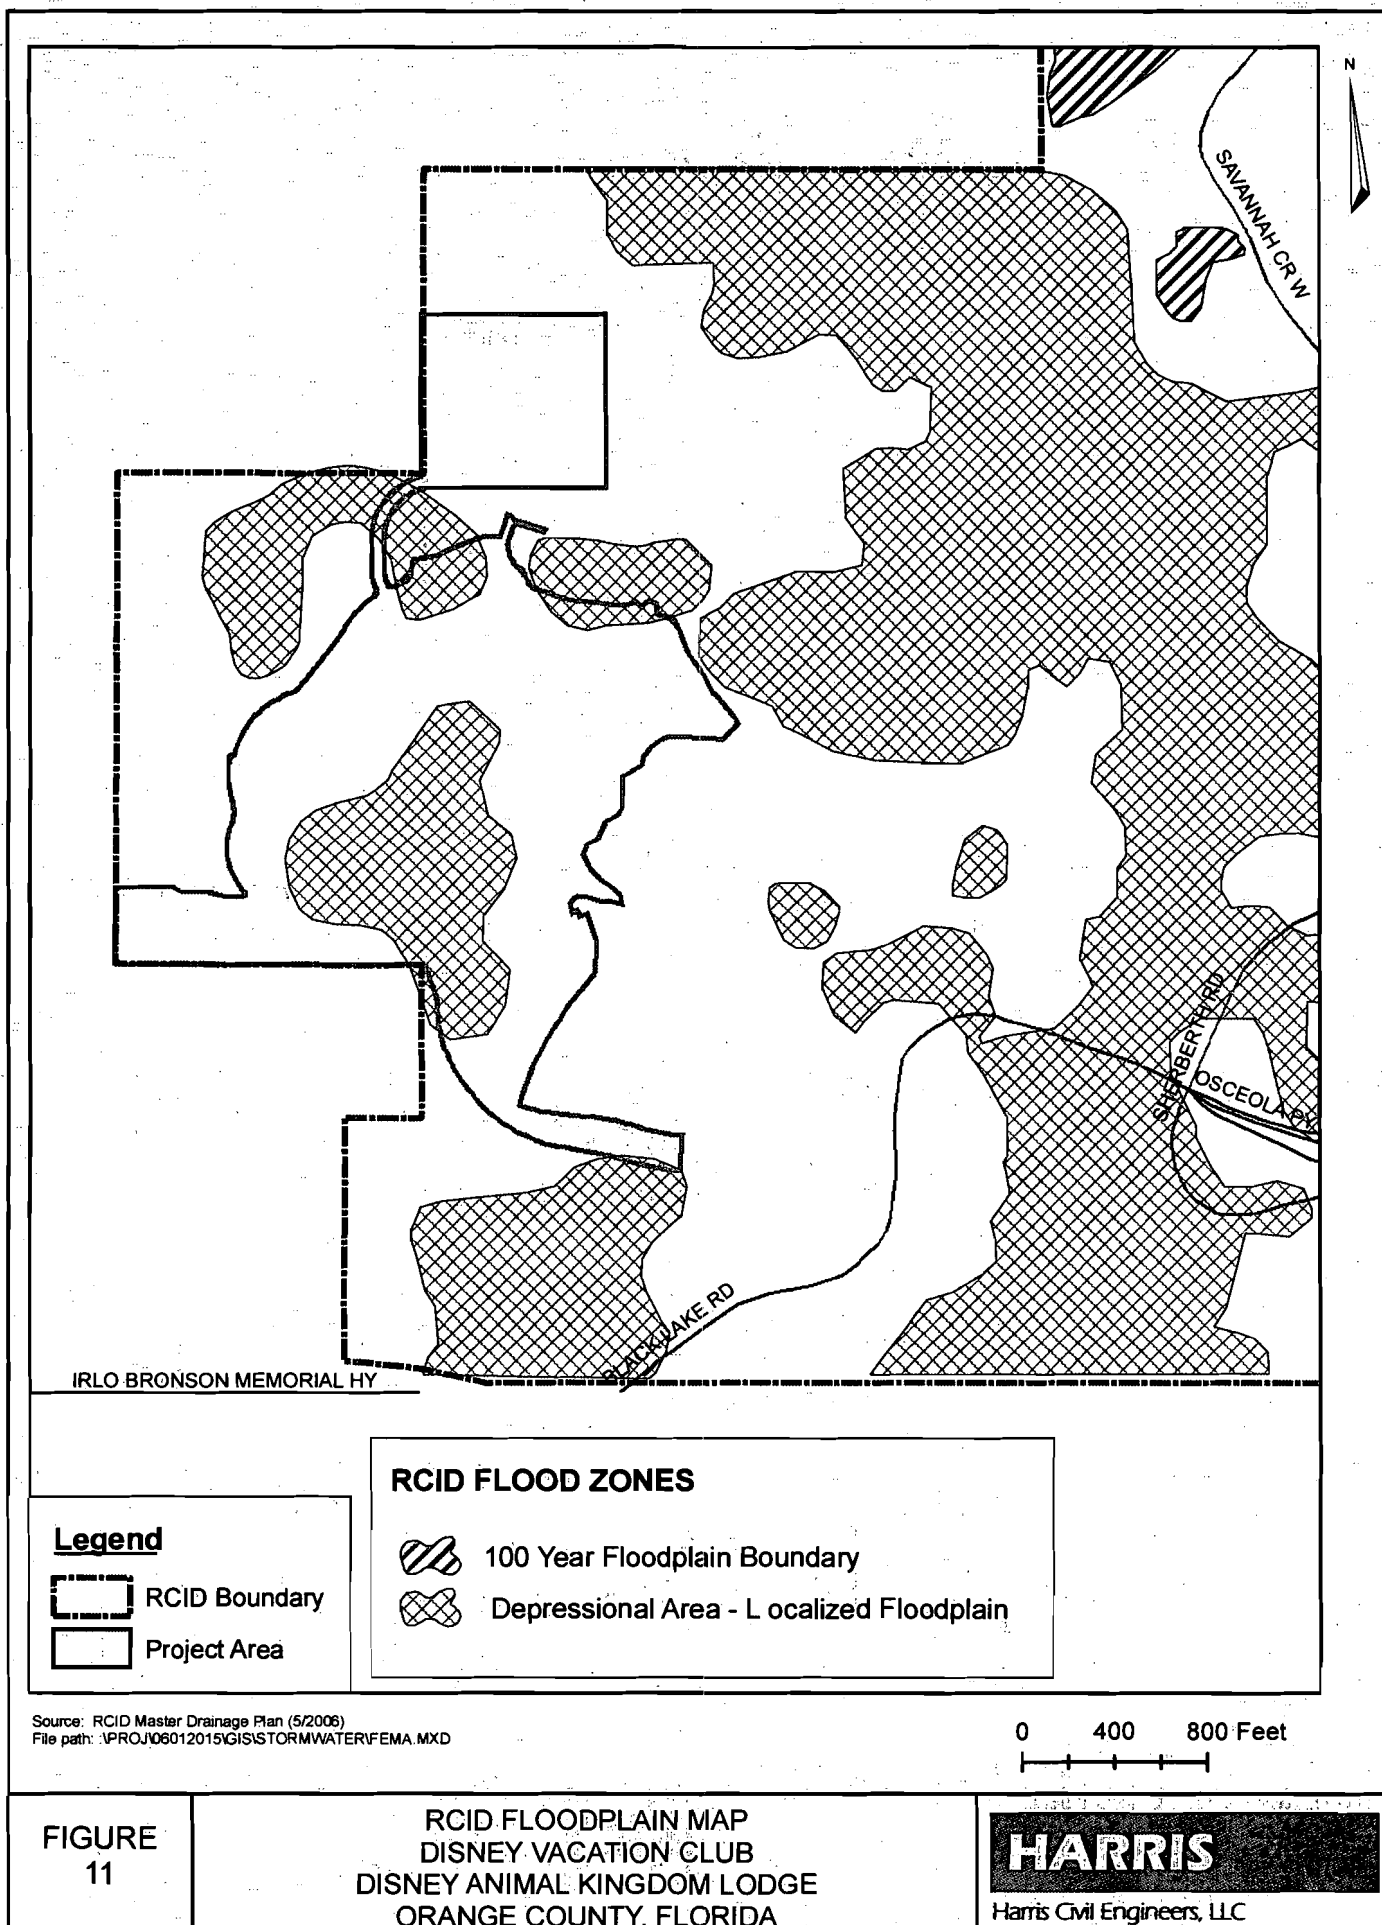 N
SAVANNAH CR W
SHERBERTH RD
OSCEOLA PY
BLACK LAKE RD
IRLO BRONSON MEMORIAL HY
RCID FLOOD ZONES
100 Year Floodplain Boundary
Depressional Area - L ocalized Floodplain
Legend
RCID Boundary
Project Area
Source: RCID Master Drainage Plan (5/2006)
File path: :\PROJ\06012015\GIS\STORMWATER\FEMA.MXD
0 400 800 Feet
FIGURE
11
RCID FLOODPLAIN MAP
DISNEY VACATION CLUB
DISNEY ANIMAL KINGDOM LODGE
ORANGE COUNTY, FLORIDA
HARRIS
Harris Civil Engineers, LLC